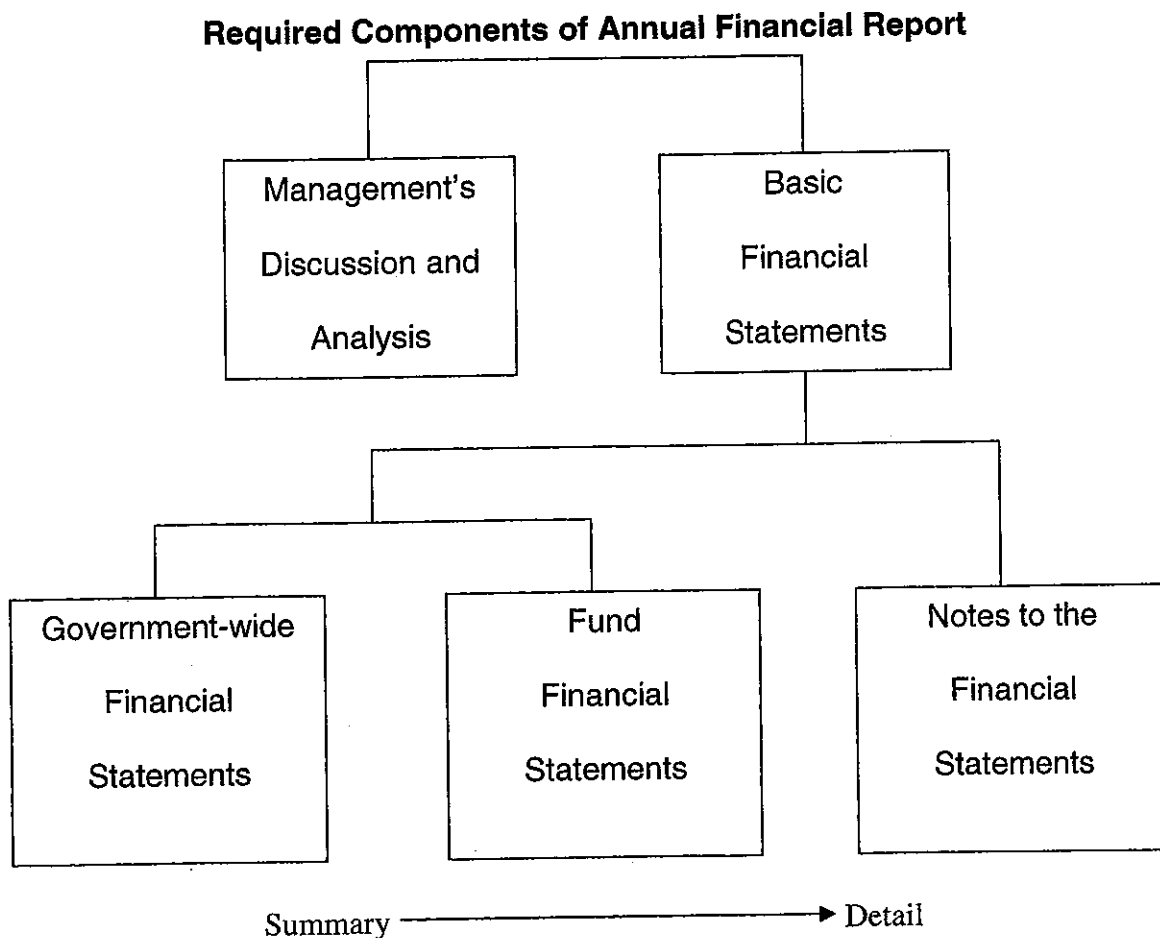 Required Components of Annual Financial Report
Management's
Discussion and
Analysis
Basic
Financial
Statements
Government-wide
Financial
Statements
Fund
Financial
Statements
Notes to the
Financial
Statements
Summary
Detail